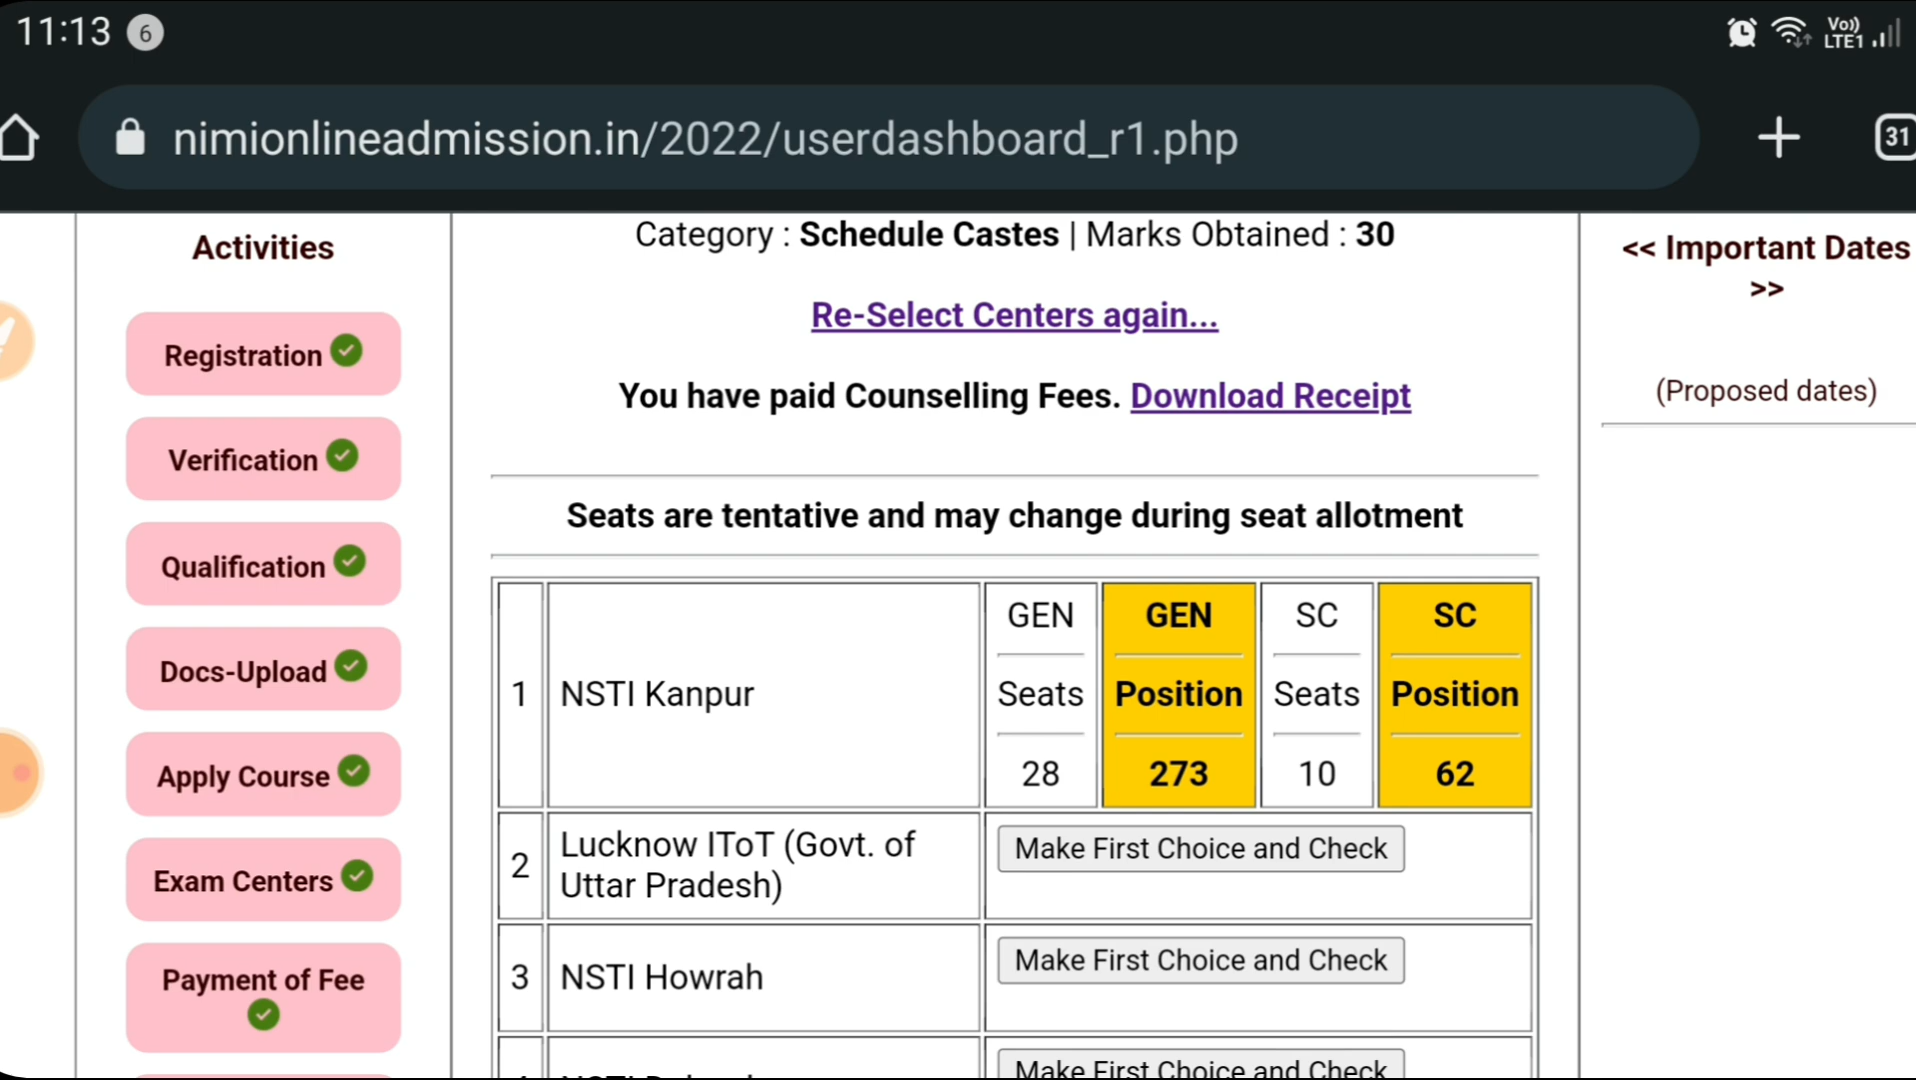 11:13 6
Vo))
LTE1
nimionlineadmission.in/2022/userdashboard_r1.php
31
Activities
Registration
Verification
Qualification
Docs-Upload
Apply Course
Exam Centers
Payment of Fee
Category : Schedule Castes | Marks Obtained : 30
Re-Select Centers again...
You have paid Counselling Fees. Download Receipt
Seats are tentative and may change during seat allotment
1 NSTI Kanpur
GEN GEN SC SC
Seats Position Seats Position
28 273 10 62
2 Lucknow IToT (Govt. of
Uttar Pradesh)
Make First Choice and Check
3 NSTI Howrah
Make First Choice and Check
Make First Choice and Check
<< Important Dates
>>
(Proposed dates)